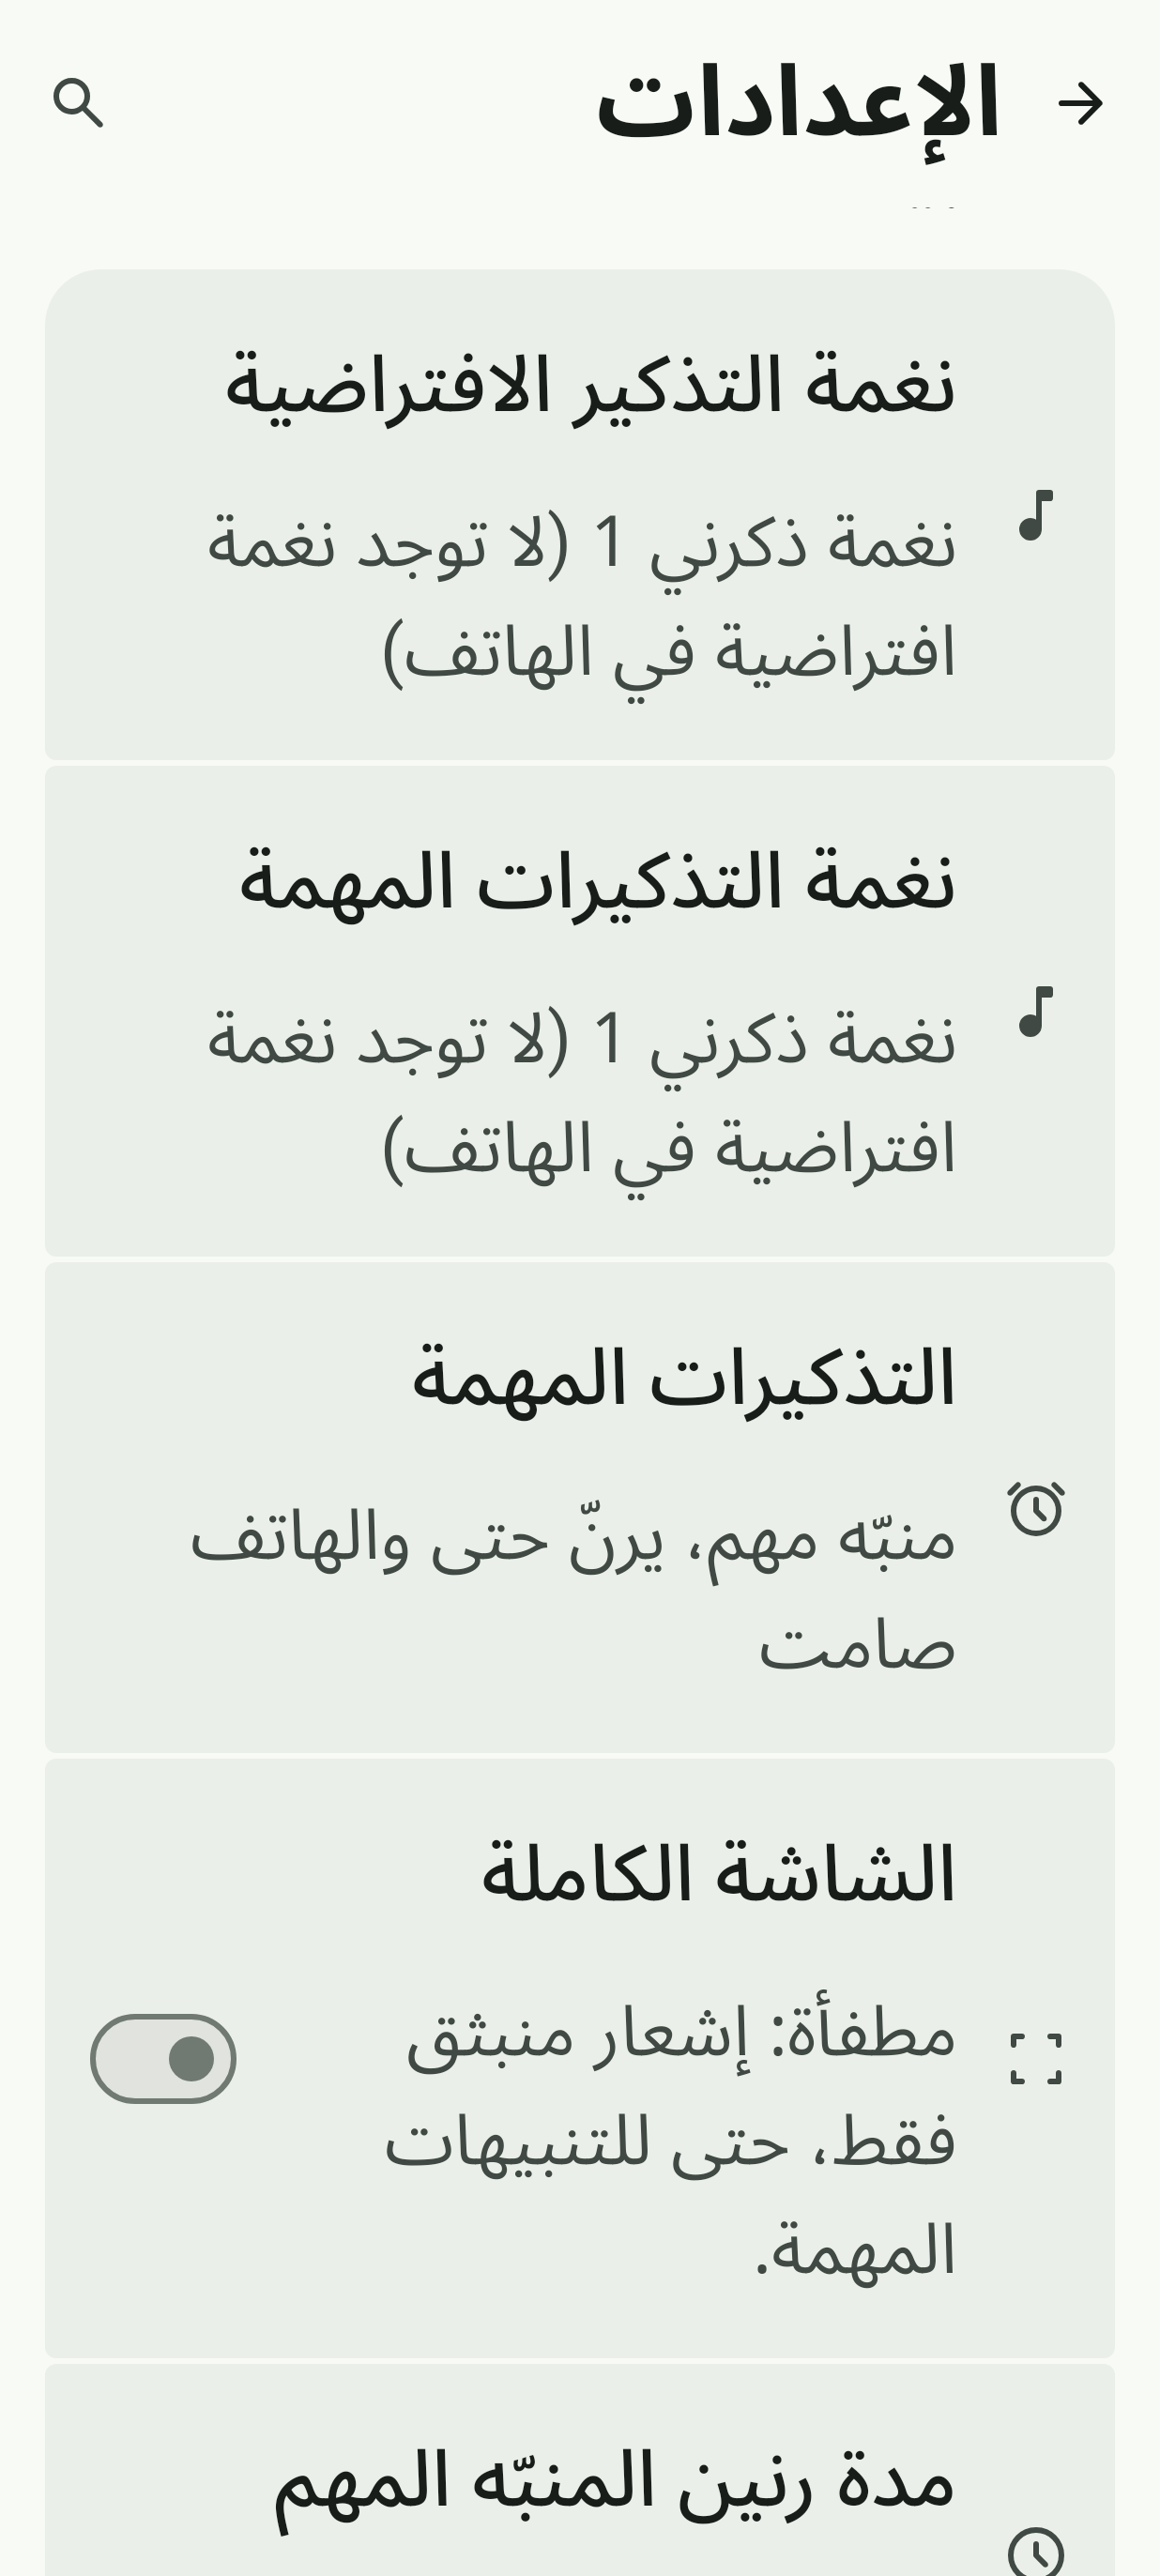 الإعدادات
نغمة التذكير الافتراضية
نغمة ذكرني 1 (لا توجد نغمة
افتراضية في الهاتف)
نغمة التذكيرات المهمة
نغمة ذكرني 1 (لا توجد نغمة
افتراضية في الهاتف)
التذكيرات المهمة
منبّه مهم، يرنّ حتى والهاتف
صامت
الشاشة الكاملة
مطفأة: إشعار منبثق
فقط، حتى للتنبيهات
المهمة.
مدة رنين المنبّه المهم